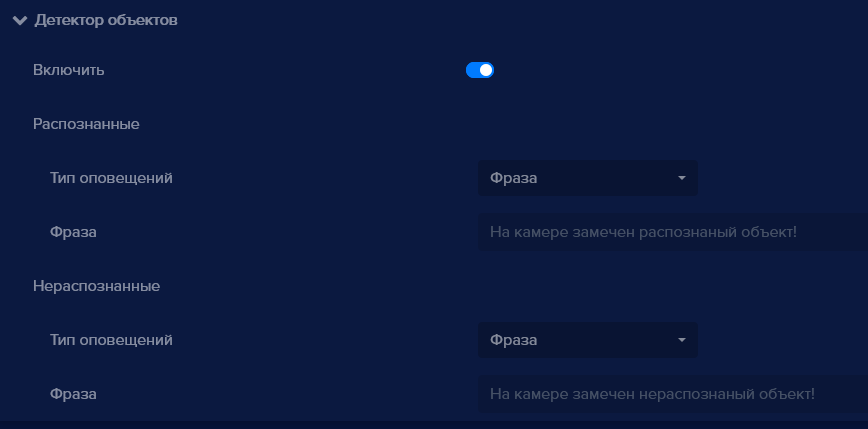 Детектор объектов
Включить
Распознанные
Тип оповещений Фраза
Фраза На камере замечен распознаный объект!
Нераспознанные
Тип оповещений Фраза
Фраза На камере замечен нераспознаный объект!